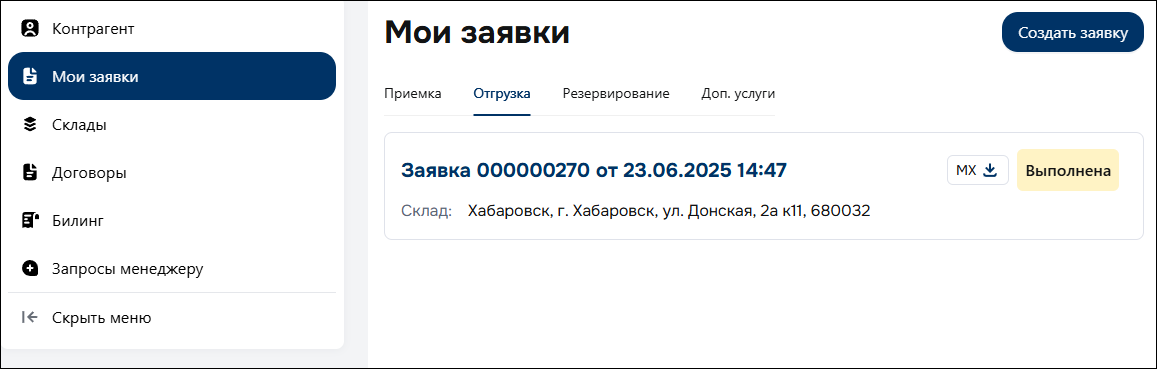 Контрагент
Мои заявки
Склады
Договоры
Билинг
Запросы менеджеру
Скрыть меню
Мои заявки
Создать заявку
Приемка Отгрузка Резервирование Доп. услуги
Заявка 000000270 от 23.06.2025 14:47
МХ
Выполнена
Склад: Хабаровск, г. Хабаровск, ул. Донская, 2а к11, 680032